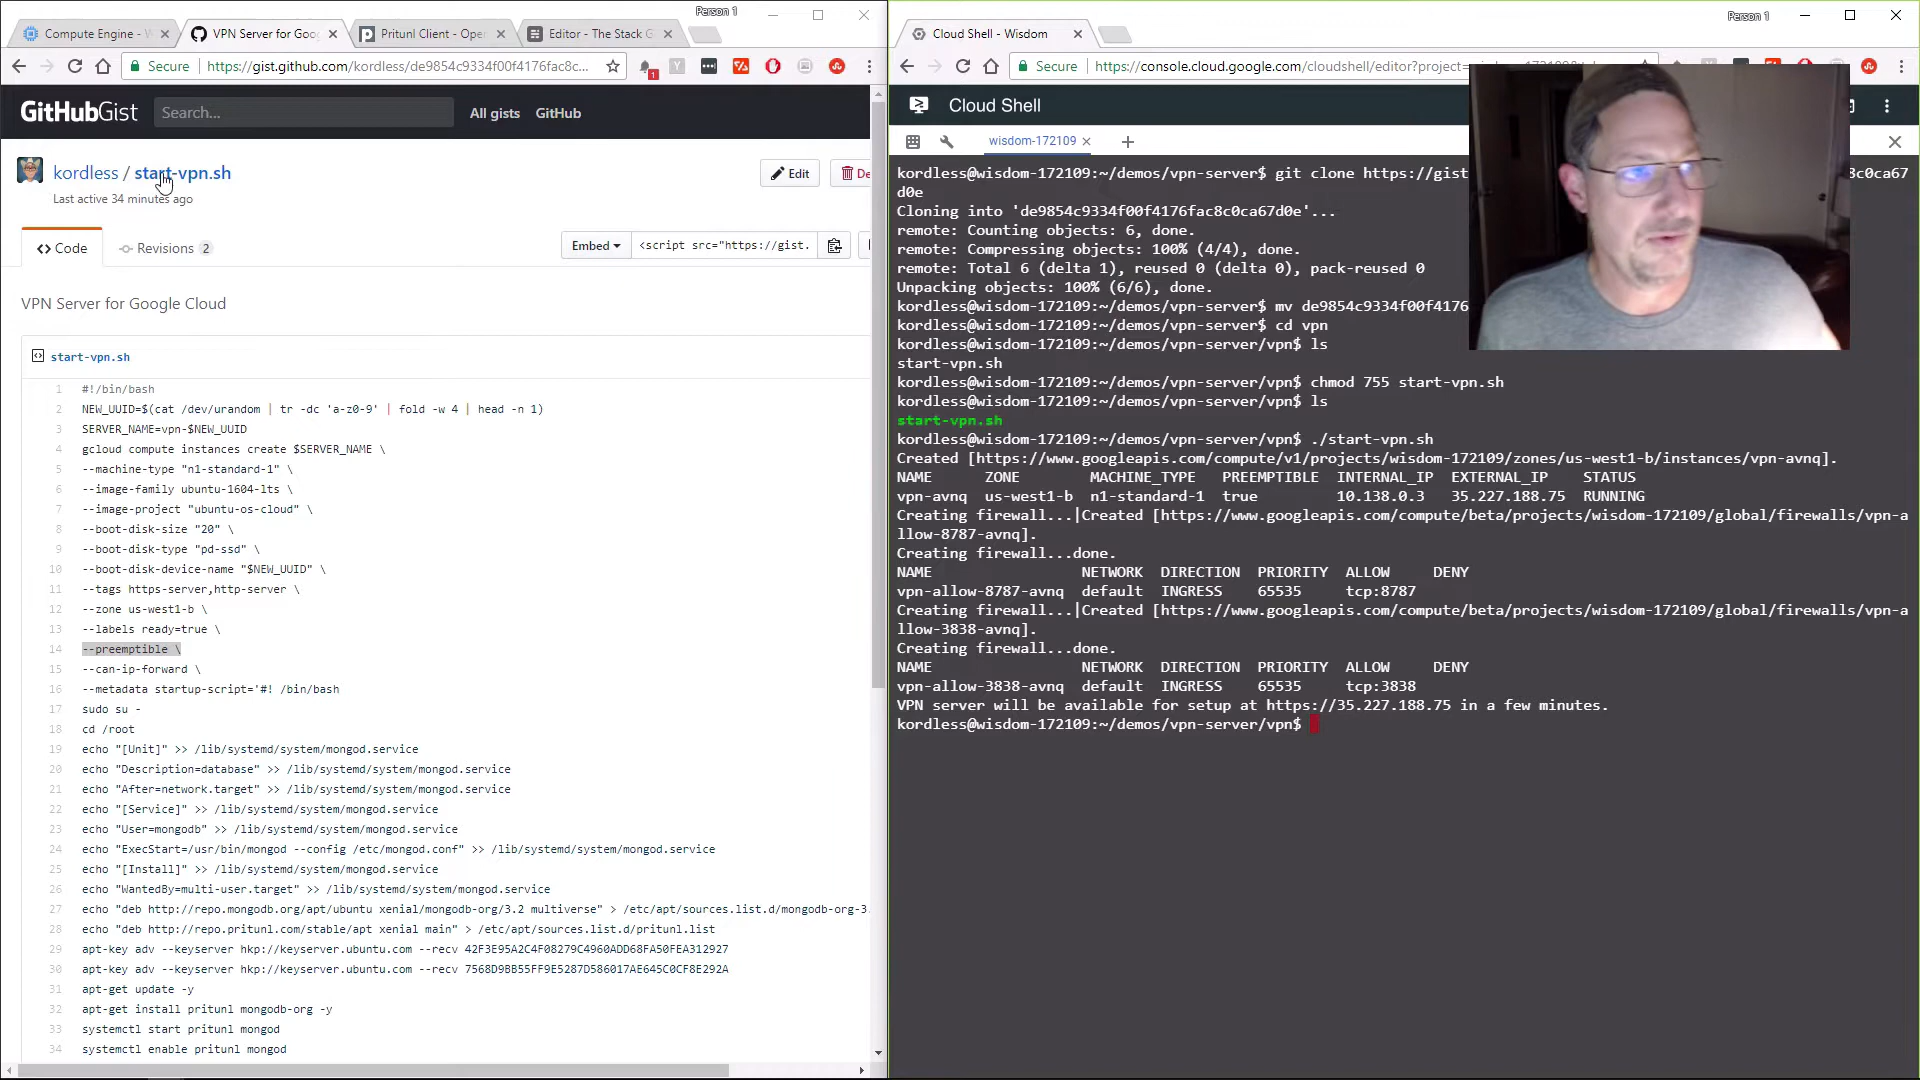 Compute Engine - W
VPN Server for Goog
Pritunl Client - Open
Editor - The Stack G
Person 1
Secure
https://gist.github.com/kordless/de9854c9334f00f4176fac8c...
1
GitHubGist
Search...
All gists
GitHub
kordless / start-vpn.sh
Last active 34 minutes ago
Edit
De
Code
Revisions 2
Embed
<script src="https://gist.
VPN Server for Google Cloud
start-vpn.sh
1 #!/bin/bash
2 NEW_UUID=$(cat /dev/urandom | tr -dc 'a-z0-9' | fold -w 4 | head -n 1)
3 SERVER_NAME=vpn-$NEW_UUID
4 gcloud compute instances create $SERVER_NAME \
5 --machine-type "n1-standard-1" \
6 --image-family ubuntu-1604-lts \
7 --image-project "ubuntu-os-cloud" \
8 --boot-disk-size "20" \
9 --boot-disk-type "pd-ssd" \
10 --boot-disk-device-name "$NEW_UUID" \
11 --tags https-server,http-server \
12 --zone us-west1-b \
13 --labels ready=true \
14 --preemptible \
15 --can-ip-forward \
16 --metadata startup-script='#! /bin/bash
17 sudo su -
18 cd /root
19 echo "[Unit]" >> /lib/systemd/system/mongod.service
20 echo "Description=database" >> /lib/systemd/system/mongod.service
21 echo "After=network.target" >> /lib/systemd/system/mongod.service
22 echo "[Service]" >> /lib/systemd/system/mongod.service
23 echo "User=mongodb" >> /lib/systemd/system/mongod.service
24 echo "ExecStart=/usr/bin/mongod --config /etc/mongod.conf" >> /lib/systemd/system/mongod.service
25 echo "[Install]" >> /lib/systemd/system/mongod.service
26 echo "WantedBy=multi-user.target" >> /lib/systemd/system/mongod.service
27 echo "deb http://repo.mongodb.org/apt/ubuntu xenial/mongodb-org/3.2 multiverse" > /etc/apt/sources.list.d/mongodb-org-3.
28 echo "deb http://repo.pritunl.com/stable/apt xenial main" > /etc/apt/sources.list.d/pritunl.list
29 apt-key adv --keyserver hkp://keyserver.ubuntu.com --recv 42F3E95A2C4F08279C4960ADD68FA50FEA312927
30 apt-key adv --keyserver hkp://keyserver.ubuntu.com --recv 7568D9BB55FF9E5287D586017AE645C0CF8E292A
31 apt-get update -y
32 apt-get install pritunl mongodb-org -y
33 systemctl start pritunl mongod
34 systemctl enable pritunl mongod
Cloud Shell - Wisdom
Person 1
Secure
https://console.cloud.google.com/cloudshell/editor?project=
Cloud Shell
wisdom-172109
kordless@wisdom-172109:~/demos/vpn-server$ git clone https://gist
8c0ca67
d0e
Cloning into 'de9854c9334f00f4176fac8c0ca67d0e'...
remote: Counting objects: 6, done.
remote: Compressing objects: 100% (4/4), done.
remote: Total 6 (delta 1), reused 0 (delta 0), pack-reused 0
Unpacking objects: 100% (6/6), done.
kordless@wisdom-172109:~/demos/vpn-server$ mv de9854c9334f00f4176
kordless@wisdom-172109:~/demos/vpn-server$ cd vpn
kordless@wisdom-172109:~/demos/vpn-server/vpn$ ls
start-vpn.sh
kordless@wisdom-172109:~/demos/vpn-server/vpn$ chmod 755 start-vpn.sh
kordless@wisdom-172109:~/demos/vpn-server/vpn$ ls
start-vpn.sh
kordless@wisdom-172109:~/demos/vpn-server/vpn$ ./start-vpn.sh
Created [https://www.googleapis.com/compute/v1/projects/wisdom-172109/zones/us-west1-b/instances/vpn-avnq].
NAME ZONE MACHINE_TYPE PREEMPTIBLE INTERNAL_IP EXTERNAL_IP STATUS
vpn-avnq us-west1-b n1-standard-1 true 10.138.0.3 35.227.188.75 RUNNING
Creating firewall...|Created [https://www.googleapis.com/compute/beta/projects/wisdom-172109/global/firewalls/vpn-a
llow-8787-avnq].
Creating firewall...done.
NAME NETWORK DIRECTION PRIORITY ALLOW DENY
vpn-allow-8787-avnq default INGRESS 65535 tcp:8787
Creating firewall...|Created [https://www.googleapis.com/compute/beta/projects/wisdom-172109/global/firewalls/vpn-a
llow-3838-avnq].
Creating firewall...done.
NAME NETWORK DIRECTION PRIORITY ALLOW DENY
vpn-allow-3838-avnq default INGRESS 65535 tcp:3838
VPN server will be available for setup at https://35.227.188.75 in a few minutes.
kordless@wisdom-172109:~/demos/vpn-server/vpn$